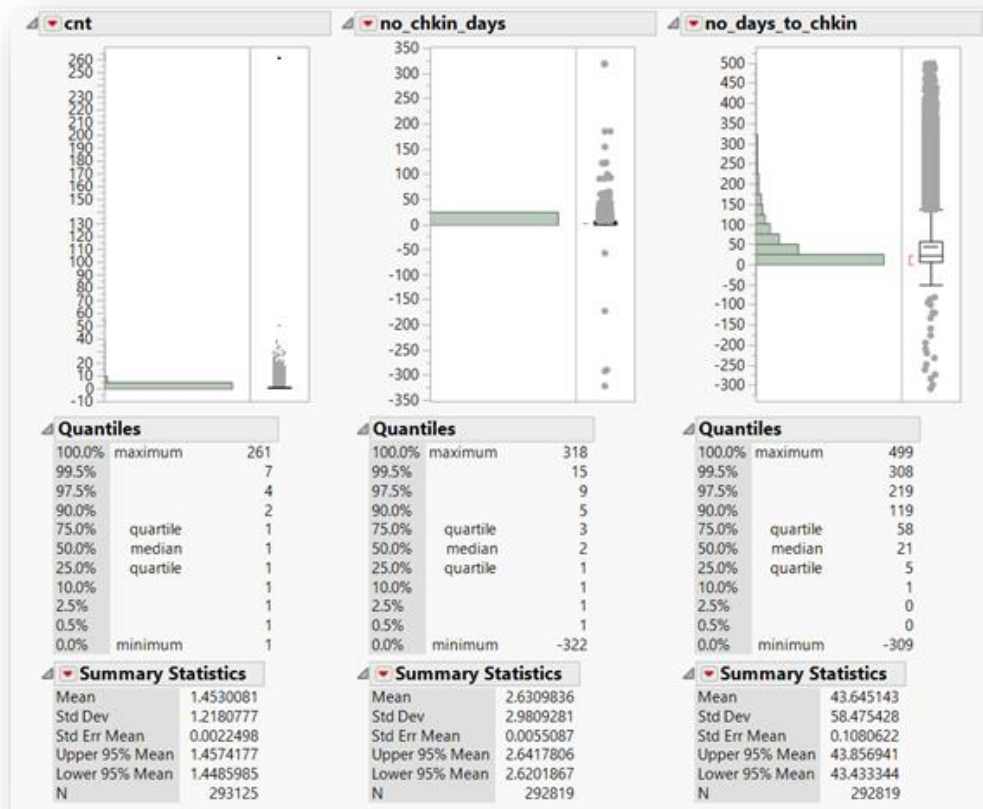 cnt
260
250
230
220
210
200
190
180
170
160
150
130
120
110
100
90
80
70
60
50
40
20
10
0
-10
Quantiles
100.0% maximum 261
99.5% 7
97.5% 4
90.0% 2
75.0% quartile 1
50.0% median 1
25.0% quartile 1
10.0% 1
2.5% 1
0.5% 1
0.0% minimum 1
Summary Statistics
Mean 1.4530081
Std Dev 1.2180777
Std Err Mean 0.0022498
Upper 95% Mean 1.4574177
Lower 95% Mean 1.4485985
N 293125
no_chkin_days
350
300
250
200
150
100
50
0
-50
-100
-150
-200
-250
-300
-350
Quantiles
100.0% maximum 318
99.5% 15
97.5% 9
90.0% 5
75.0% quartile 3
50.0% median 2
25.0% quartile 1
10.0% 1
2.5% 1
0.5% 1
0.0% minimum -322
Summary Statistics
Mean 2.6309836
Std Dev 2.9809281
Std Err Mean 0.0055087
Upper 95% Mean 2.6417806
Lower 95% Mean 2.6201867
N 292819
no_days_to_chkin
500
450
400
350
300
250
200
150
100
50
0
-50
-100
-150
-200
-250
-300
Quantiles
100.0% maximum 499
99.5% 308
97.5% 219
90.0% 119
75.0% quartile 58
50.0% median 21
25.0% quartile 5
10.0% 1
2.5% 0
0.5% 0
0.0% minimum -309
Summary Statistics
Mean 43.645143
Std Dev 58.475428
Std Err Mean 0.1080622
Upper 95% Mean 43.856941
Lower 95% Mean 43.433344
N 292819